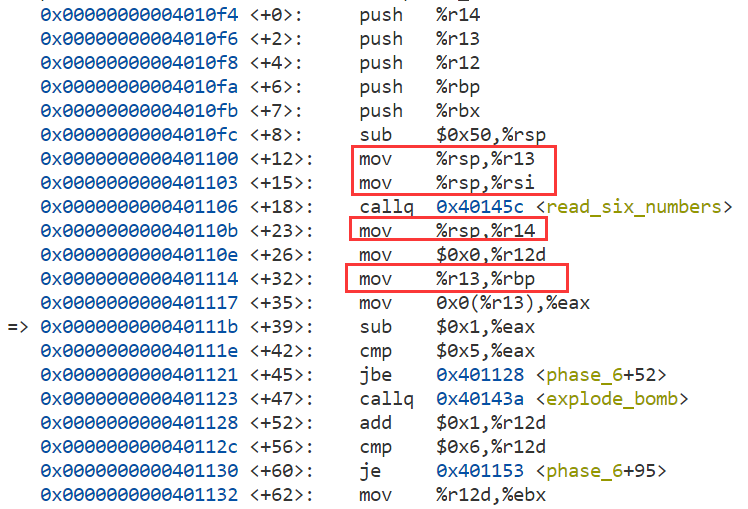 0x00000000004010f4 <+0>: push %r14
0x00000000004010f6 <+2>: push %r13
0x00000000004010f8 <+4>: push %r12
0x00000000004010fa <+6>: push %rbp
0x00000000004010fb <+7>: push %rbx
0x00000000004010fc <+8>: sub $0x50,%rsp
0x0000000000401100 <+12>: mov %rsp,%r13
0x0000000000401103 <+15>: mov %rsp,%rsi
0x0000000000401106 <+18>: callq 0x40145c <read_six_numbers>
0x000000000040110b <+23>: mov %rsp,%r14
0x000000000040110e <+26>: mov $0x0,%r12d
0x0000000000401114 <+32>: mov %r13,%rbp
0x0000000000401117 <+35>: mov 0x0(%r13),%eax
=> 0x000000000040111b <+39>: sub $0x1,%eax
0x000000000040111e <+42>: cmp $0x5,%eax
0x0000000000401121 <+45>: jbe 0x401128 <phase_6+52>
0x0000000000401123 <+47>: callq 0x40143a <explode_bomb>
0x0000000000401128 <+52>: add $0x1,%r12d
0x000000000040112c <+56>: cmp $0x6,%r12d
0x0000000000401130 <+60>: je 0x401153 <phase_6+95>
0x0000000000401132 <+62>: mov %r12d,%ebx